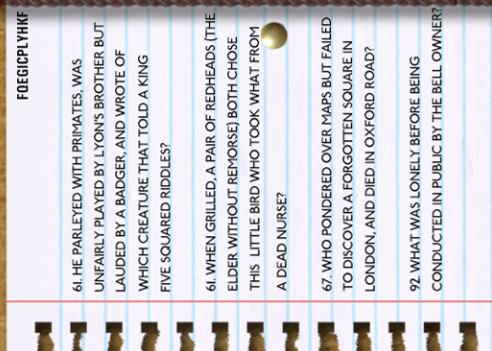 FQEGICPLYHKF
61. HE PARLEYED WITH PRIMATES, WAS
UNFAIRLY PLAYED BY LYON'S BROTHER BUT
LAUDED BY A BADGER, AND WROTE OF
WHICH CREATURE THAT TOLD A KING
FIVE SQUARED RIDDLES?
61. WHEN GRILLED, A PAIR OF REDHEADS (THE
ELDER WITHOUT REMORSE) BOTH CHOSE
THIS LITTLE BIRD WHO TOOK WHAT FROM
A DEAD NURSE?
67. WHO PONDERED OVER MAPS BUT FAILED
TO DISCOVER A FORGOTTEN SQUARE IN
LONDON, AND DIED IN OXFORD ROAD?
92. WHAT WAS LONELY BEFORE BEING
CONDUCTED IN PUBLIC BY THE BELL OWNER?